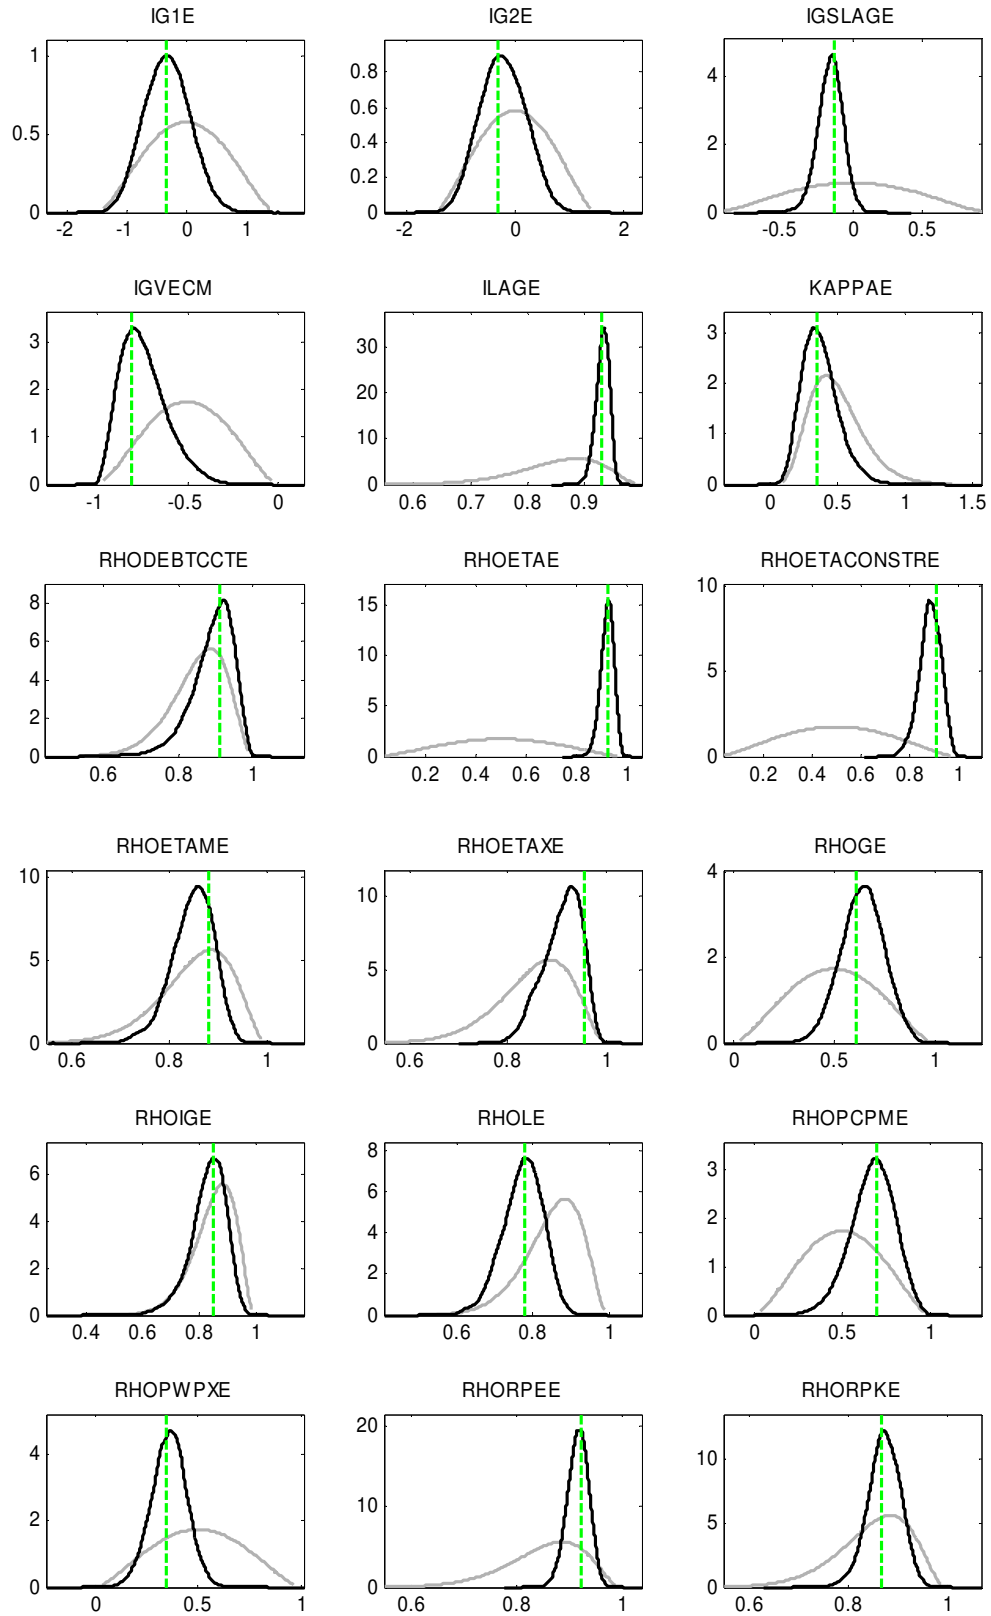 IG1E IG2E IGSLAGE
1 0.5 0 -2 -1 0 1
0.8 0.6 0.4 0.2 0 -2 0 2
4 2 0 -0.5 0 0.5
IGVECM ILAGE KAPPAE
3 2 1 0 -1 -0.5 0
30 20 10 0 0.6 0.7 0.8 0.9
3 2 1 0 0 0.5 1 1.5
RHODEBTCCTE RHOETAE RHOETACONSTRE
8 6 4 2 0 0.6 0.8 1
15 10 5 0 0.2 0.4 0.6 0.8 1
10 5 0 0.2 0.4 0.6 0.8 1
RHOETAME RHOETAXE RHOGE
10 5 0 0.6 0.8 1
10 5 0 0.6 0.8 1
4 2 0 0 0.5 1
RHOIGE RHOLE RHOPCPME
6 4 2 0 0.4 0.6 0.8 1
8 6 4 2 0 0.6 0.8 1
3 2 1 0 0 0.5 1
RHOPWPXE RHORPEE RHORPKE
4 2 0 0 0.5 1
20 10 0 0.6 0.8 1
10 5 0 0.6 0.8 1